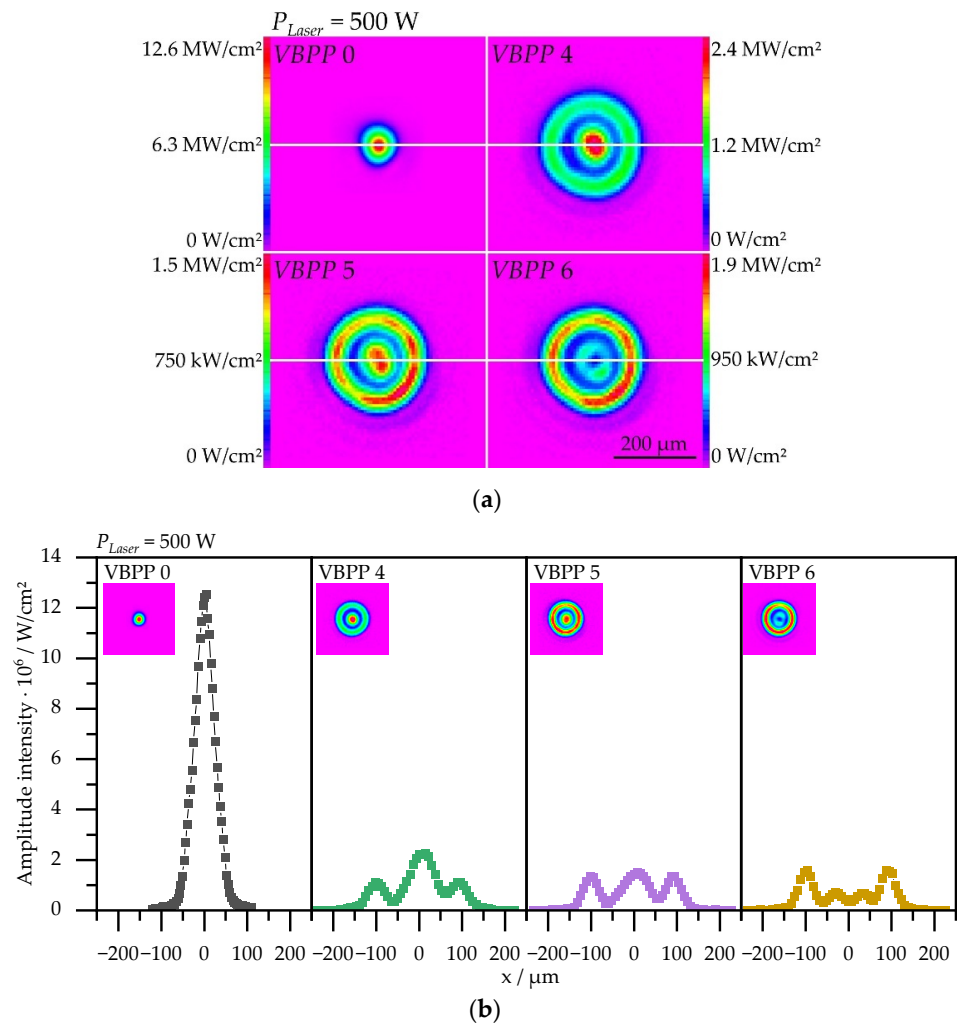 P_Laser = 500 W
12.6 MW/cm²
VBPP 0
VBPP 4
2.4 MW/cm²
6.3 MW/cm²
1.2 MW/cm²
0 W/cm²
0 W/cm²
1.5 MW/cm²
VBPP 5
VBPP 6
1.9 MW/cm²
750 kW/cm²
950 kW/cm²
200 μm
0 W/cm²
0 W/cm²
(a)
P_Laser = 500 W
14
VBPP 0
VBPP 4
VBPP 5
VBPP 6
12
10
8
6
4
2
0
Amplitude intensity · 10⁶ / W/cm²
−200 −100 0 100 200
−200 −100 0 100 200
−200 −100 0 100 200
−200 −100 0 100 200
x / μm
(b)